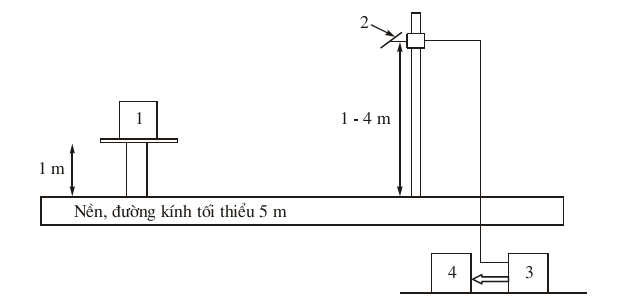 2
1
1 - 4 m
1 m
Nền, đường kính tối thiểu 5 m
4
3